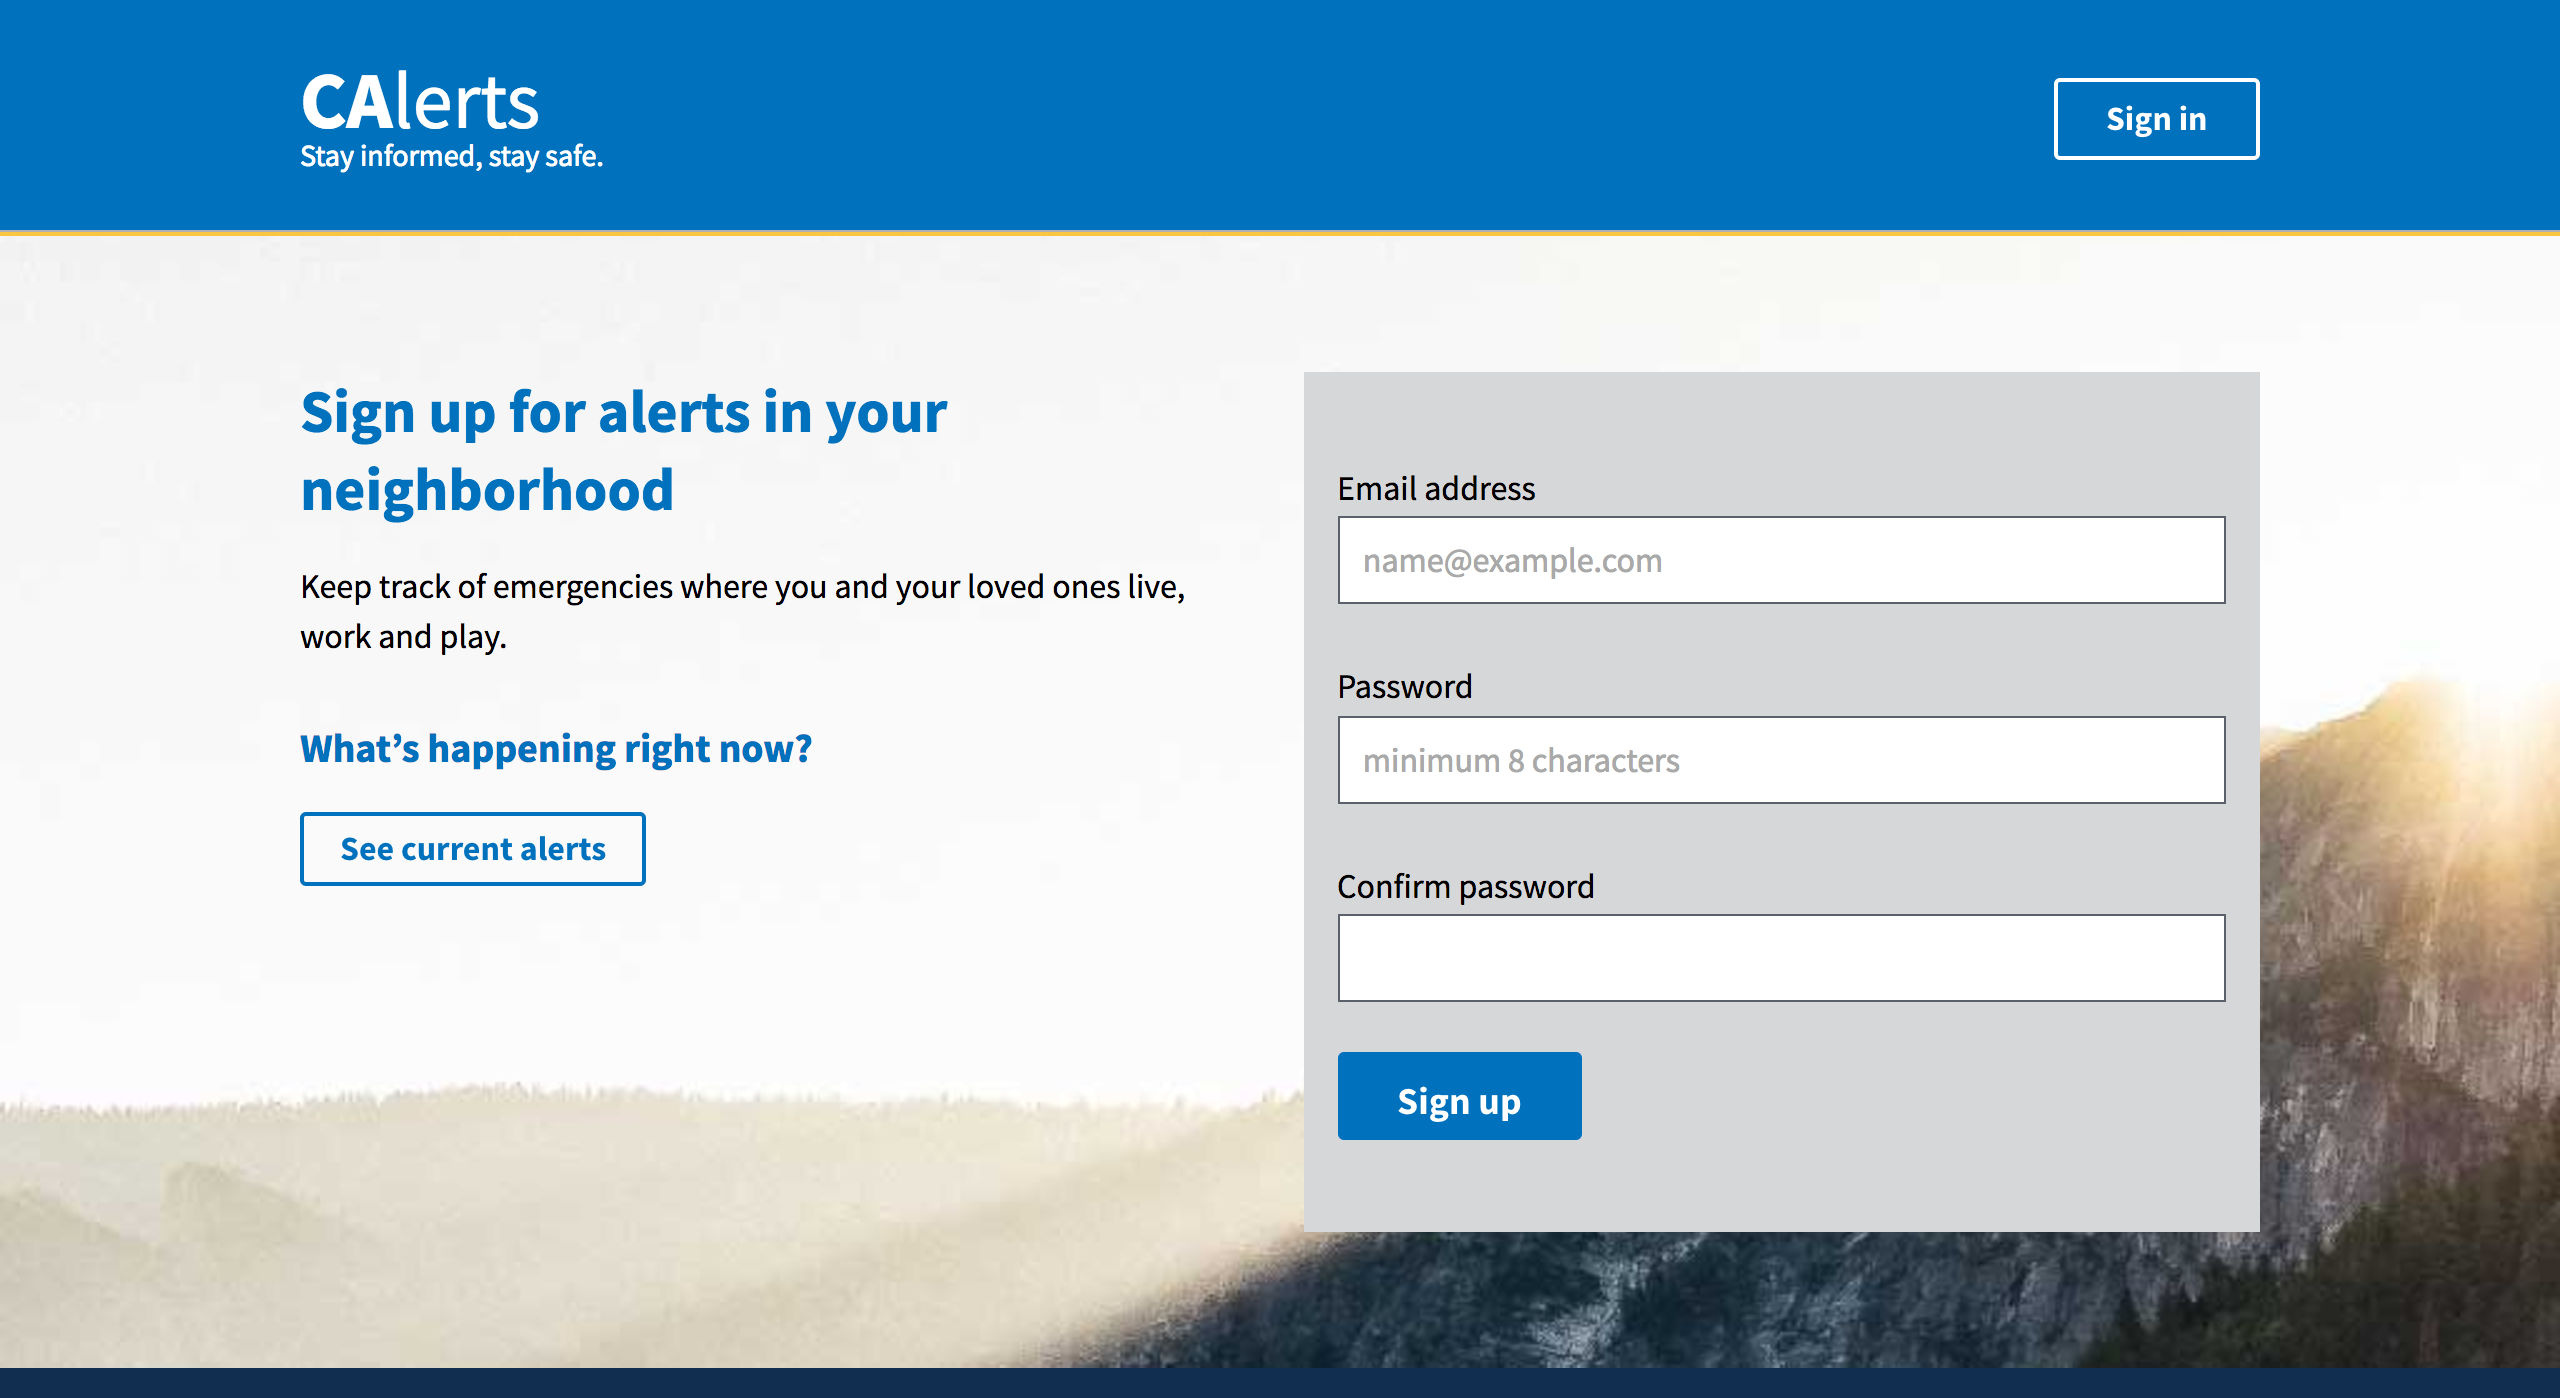 CAlerts
Stay informed, stay safe.
Sign in
Sign up for alerts in your
neighborhood
Keep track of emergencies where you and your loved ones live,
work and play.
What’s happening right now?
See current alerts
Email address
name@example.com
Password
minimum 8 characters
Confirm password
Sign up